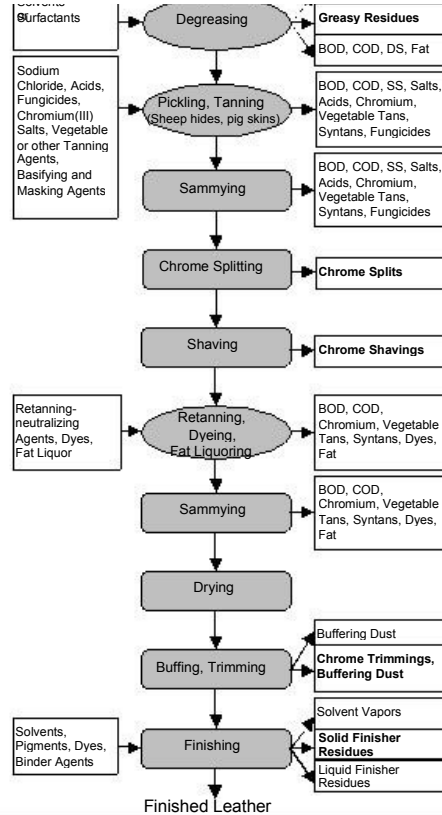 Surfactants
Degreasing
Greasy Residues
BOD, COD, DS, Fat
Sodium
Chloride, Acids,
Fungicides,
Chromium(III)
Salts, Vegetable
or other Tanning
Agents,
Basifying and
Masking Agents
Pickling, Tanning
(Sheep hides, pig skins)
BOD, COD, SS, Salts,
Acids, Chromium,
Vegetable Tans,
Syntans, Fungicides
Sammying
BOD, COD, SS, Salts,
Acids, Chromium,
Vegetable Tans,
Syntans, Fungicides
Chrome Splitting
Chrome Splits
Shaving
Chrome Shavings
Retanning-
neutralizing
Agents, Dyes,
Fat Liquor
Retanning,
Dyeing,
Fat Liquoring
BOD, COD,
Chromium, Vegetable
Tans, Syntans, Dyes,
Fat
Sammying
BOD, COD,
Chromium, Vegetable
Tans, Syntans, Dyes,
Fat
Drying
Buffing, Trimming
Buffering Dust
Chrome Trimmings,
Buffering Dust
Solvents,
Pigments, Dyes,
Binder Agents
Finishing
Solvent Vapors
Solid Finisher
Residues
Liquid Finisher
Residues
Finished Leather